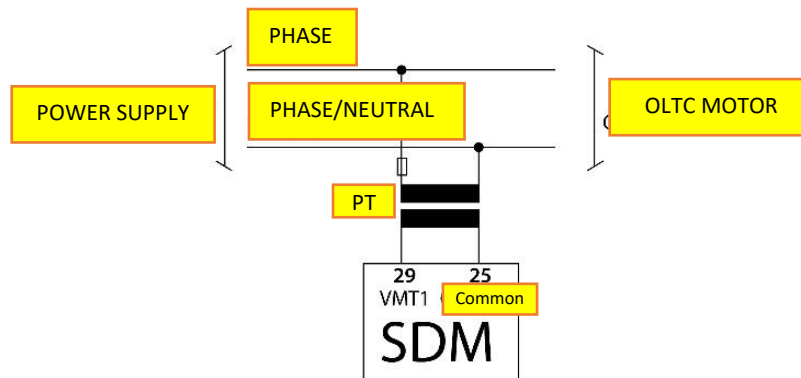 PHASE
POWER SUPPLY
PHASE/NEUTRAL
OLTC MOTOR
PT
29 25
VMT1 Common
SDM